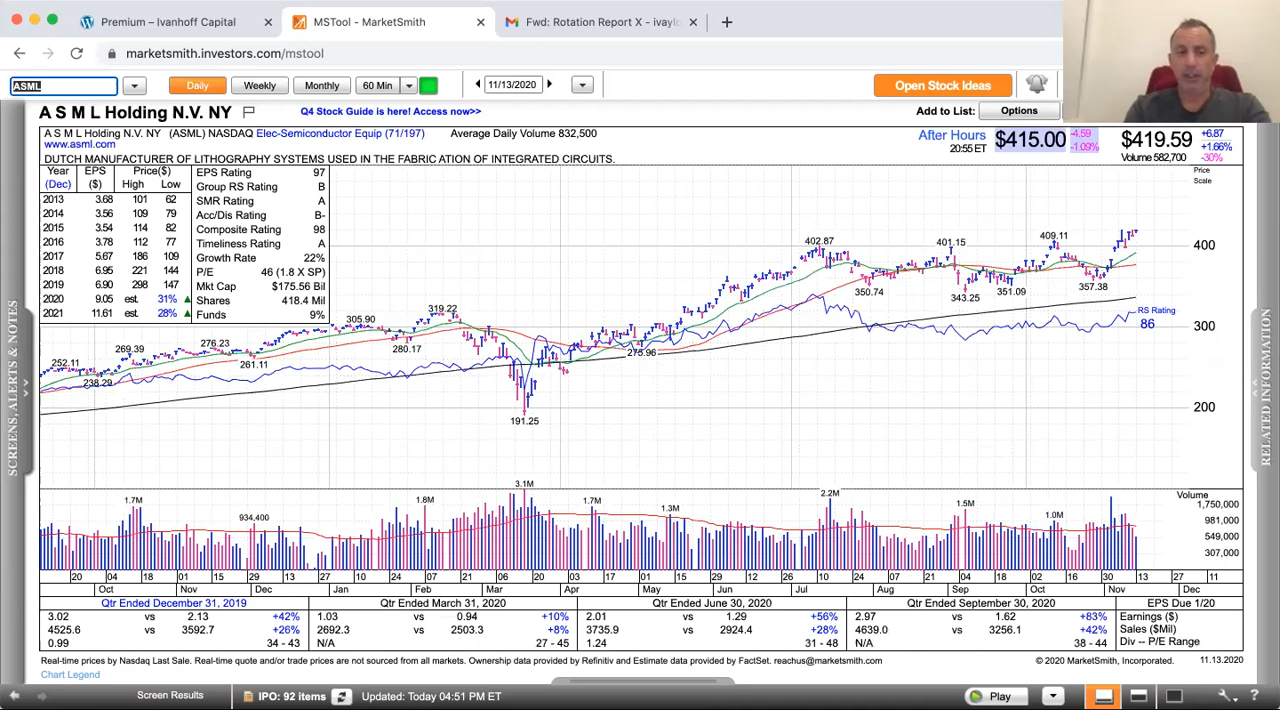 Premium – Ivanhoff Capital
MSTool - MarketSmith
Fwd: Rotation Report X - ivaylo
marketsmith.investors.com/mstool
ASML
Daily
Weekly
Monthly
60 Min
11/13/2020
Open Stock Ideas
A S M L Holding N.V. NY
Q4 Stock Guide is here! Access now>>
Add to List:
Options
A S M L Holding N.V. NY (ASML) NASDAQ Elec-Semiconductor Equip (71/197) Average Daily Volume 832,500
www.asml.com
DUTCH MANUFACTURER OF LITHOGRAPHY SYSTEMS USED IN THE FABRIC ATION OF INTEGRATED CIRCUITS.
After Hours
20:55 ET
$415.00
-4.59
-1.09%
$419.59
Volume 582,700
+6.87
+1.66%
-30%
Year EPS Price($)
(Dec) ($) High Low
2013 3.68 101 62
2014 3.56 109 79
2015 3.54 114 82
2016 3.78 112 77
2017 5.67 109 109
2018 6.95 221 144
2019 6.90 298 147
2020 9.05 est. 31%
2021 11.61 est. 28%
EPS Rating 97
Group RS Rating B
SMR Rating A
Acc/Dis Rating B-
Composite Rating 98
Timeliness Rating A
Growth Rate 22%
P/E 46 (1.8 X SP)
Mkt Cap $175.56 Bil
Shares 418.4 Mil
Funds 9%
Price
Scale
400
300
200
252.11
238.29
269.39
276.23
261.11
305.90
280.17
319.22
191.25
275.96
402.87
350.74
401.15
343.25
351.09
409.11
357.38
RS Rating
86
SCREENS, ALERTS & NOTES
RELATED INFORMATION
1.7M
934,400
1.8M
3.1M
1.7M
1.3M
2.2M
1.5M
1.0M
Volume
1,750,000
981,000
549,000
307,000
20 04 18 01 15 29 13 27 10 24 07 21 06 20 03 17 01 15 29 12 26 10 24 07 21 04 18 02 16 30 13 27 11
Oct Nov Dec Jan Feb Mar Apr May Jun Jul Aug Sep Oct Nov
Qtr Ended December 31, 2019
3.02 vs 2.13 +42%
4525.6 vs 3592.7 +26%
0.99 34 - 43
Qtr Ended March 31, 2020
1.03 vs 0.94 +10%
2692.3 vs 2503.3 +8%
N/A 27 - 45
Qtr Ended June 30, 2020
2.01 vs 1.29 +56%
3735.9 vs 2924.4 +28%
1.24 31 - 48
Qtr Ended September 30, 2020
2.97 vs 1.62 +83%
4639.0 vs 3256.1 +42%
N/A 38 - 44
EPS Due 1/20
Earnings ($)
Sales ($Mil)
Div -- P/E Range
Real-time prices by Nasdaq Last Sale. Real-time quote and/or trade prices are not sourced from all markets. Ownership data provided by Refinitiv and Estimate data provided by FactSet. reachus@marketsmith.com
© 2020 MarketSmith, Incorporated.
11.13.2020
Chart Legend
Screen Results
IPO: 92 items
Updated: Today 04:51 PM ET
Play